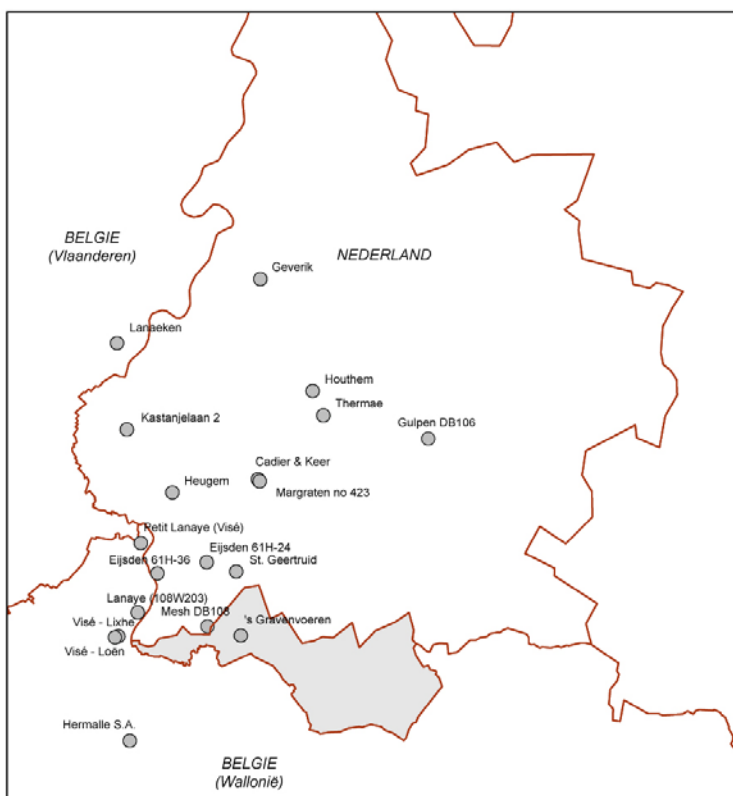 BELGIE
(Vlaanderen)
NEDERLAND
Geverik
Lanaeken
Houthem
Thermae
Kastanjelaan 2
Gulpen DB106
Cadier & Keer
Margraten no 423
Heugem
Petit Lanaye (Visé)
Eijsden 61H-24
Eijsden 61H-36
St. Geertruid
Lanaye (108W203)
Mesh DB108
Visé - Lixhe
's Gravenvoeren
Visé - Loën
Hermalle S.A.
BELGIE
(Wallonië)